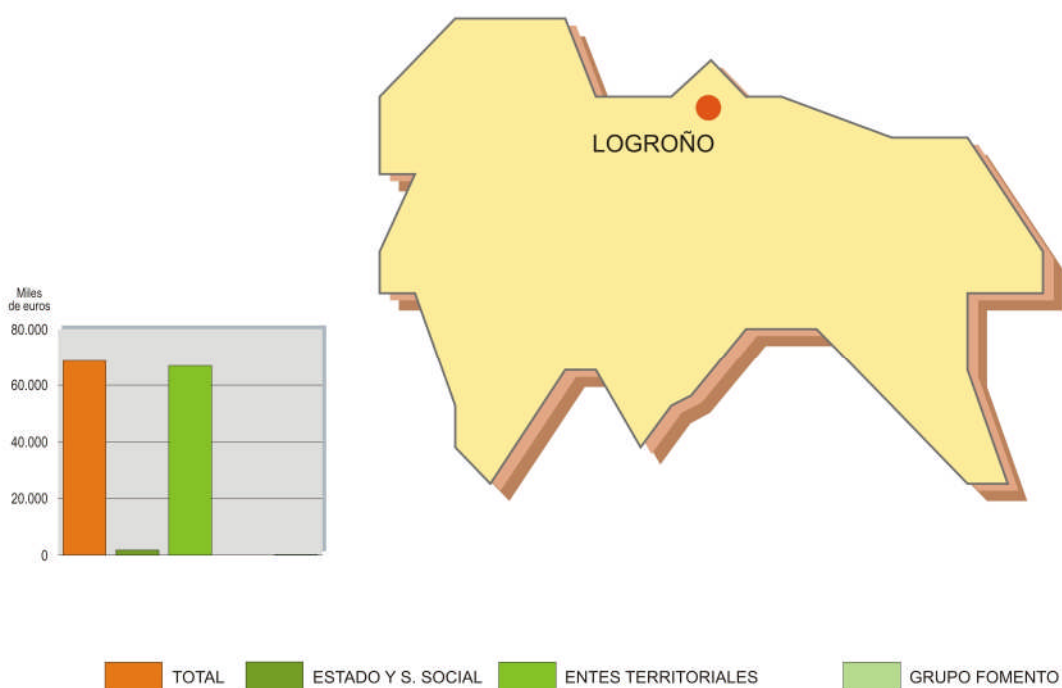 LOGROÑO
Miles
de euros
80.000
60.000
40.000
20.000
0
TOTAL ESTADO Y S. SOCIAL ENTES TERRITORIALES GRUPO FOMENTO